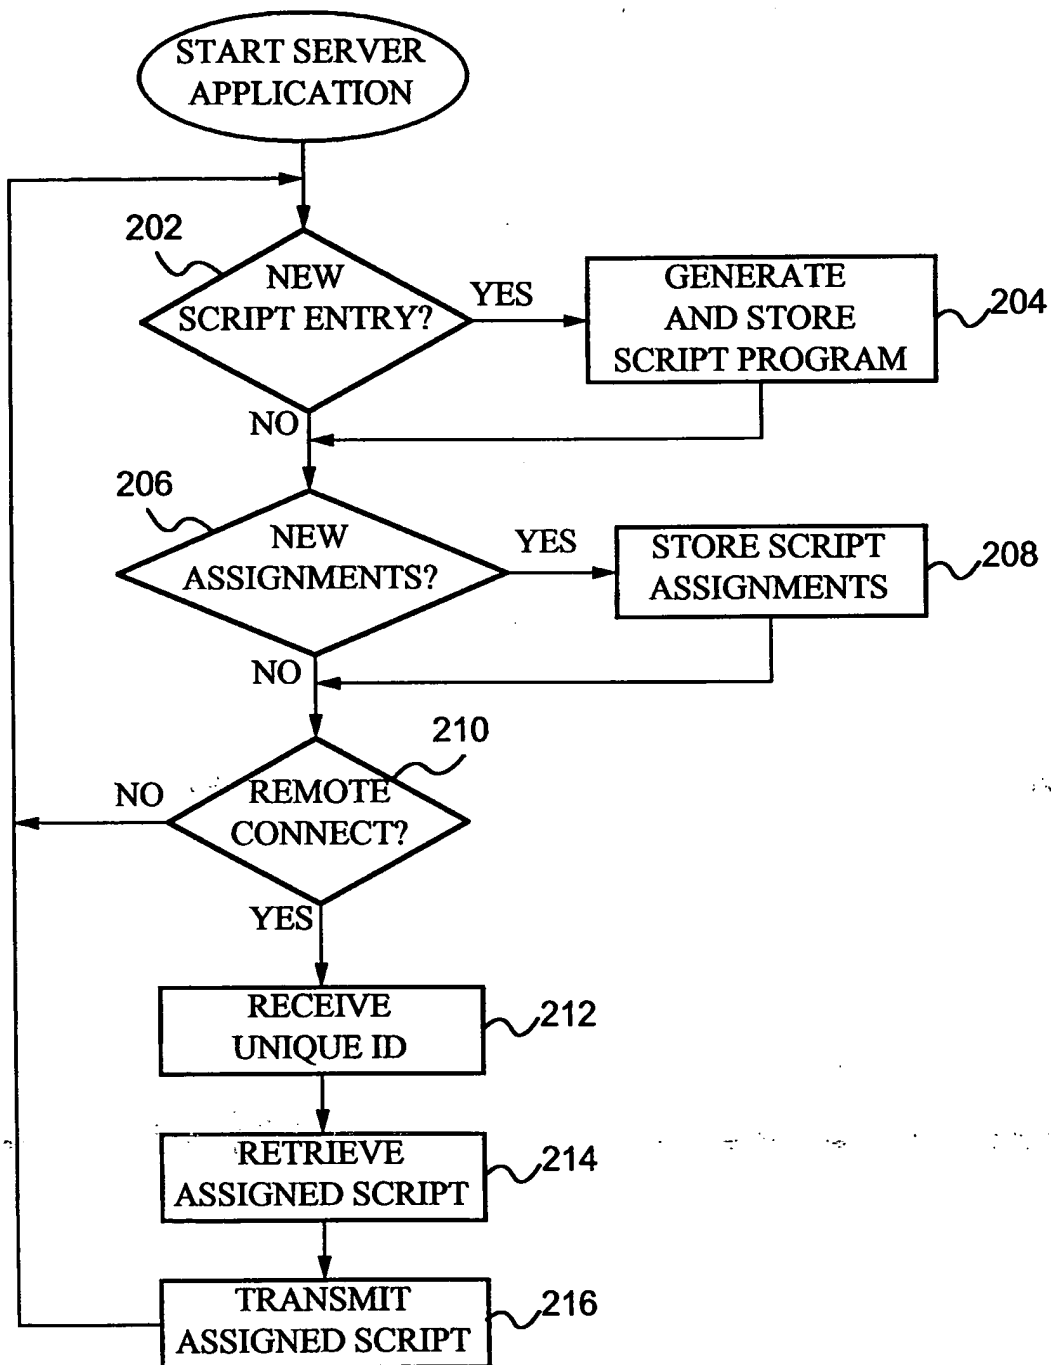 START SERVER
APPLICATION
202
NEW
SCRIPT ENTRY?
YES
GENERATE
AND STORE
SCRIPT PROGRAM
204
NO
206
NEW
ASSIGNMENTS?
YES
STORE SCRIPT
ASSIGNMENTS
208
NO
210
REMOTE
CONNECT?
NO
YES
RECEIVE
UNIQUE ID
212
RETRIEVE
ASSIGNED SCRIPT
214
TRANSMIT
ASSIGNED SCRIPT
216